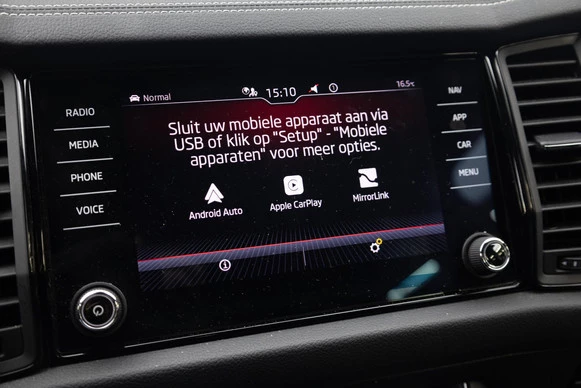 Normal
15:10
16.5°C
RADIO
MEDIA
PHONE
VOICE
Sluit uw mobiele apparaat aan via
USB of klik op "Setup" - "Mobiele
apparaten" voor meer opties.
Android Auto
Apple CarPlay
MirrorLink
NAV
APP
CAR
MENU